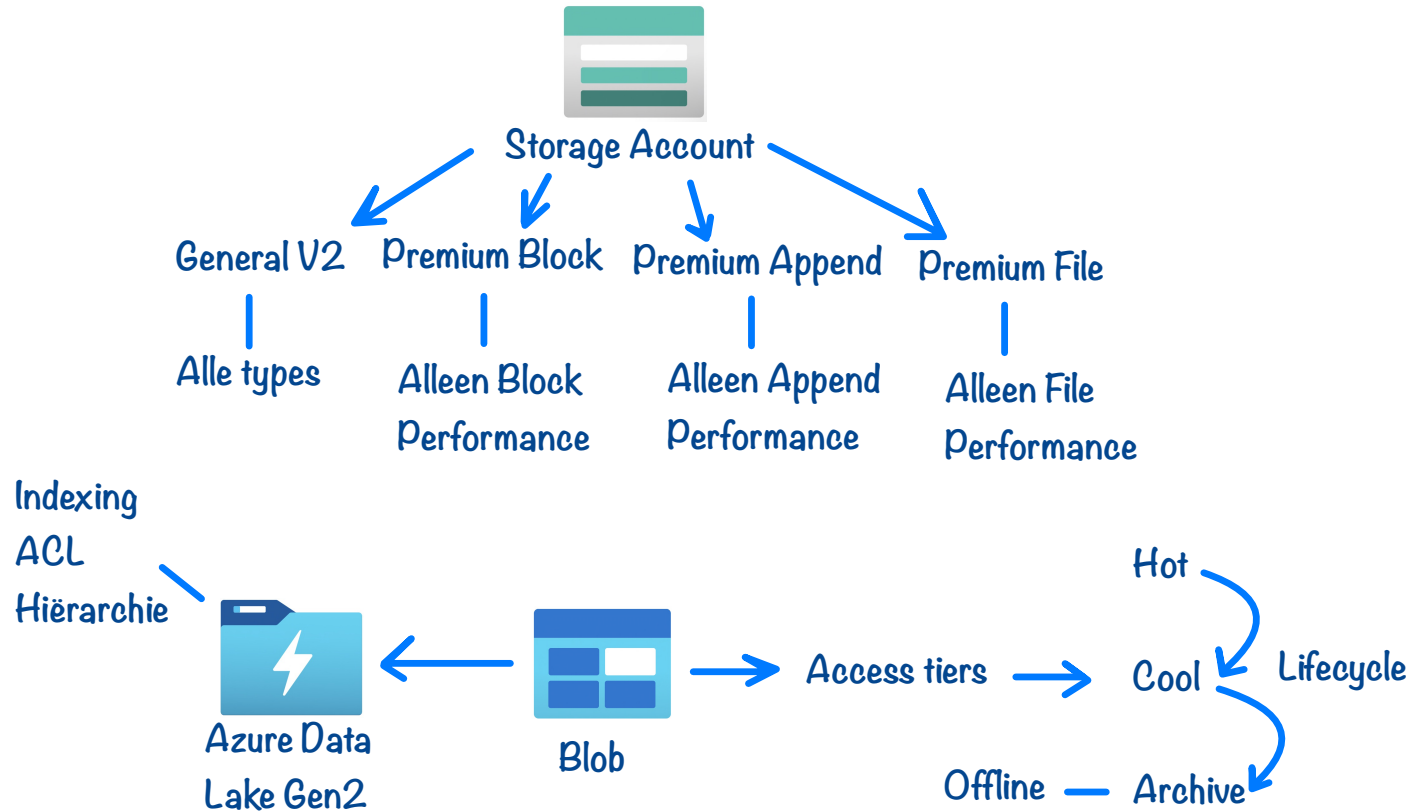 Storage Account
General V2
Premium Block
Premium Append
Premium File
Alle types
Alleen Block
Performance
Alleen Append
Performance
Alleen File
Performance
Indexing
ACL
Hiërarchie
Azure Data
Lake Gen2
Blob
Access tiers
Hot
Cool
Lifecycle
Offline
Archive